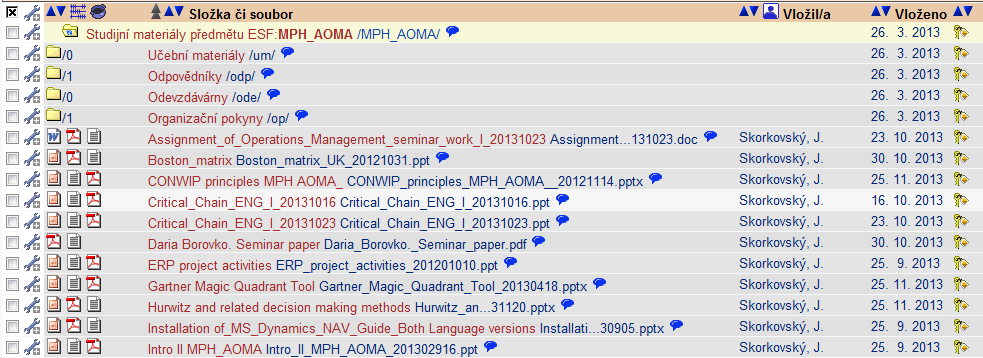 Složka či soubor Vložil/a Vloženo
Studijní materiály předmětu ESF:MPH_AOMA /MPH_AOMA/ 26. 3. 2013
/0 Učební materiály /um/ 26. 3. 2013
/1 Odpovědníky /odp/ 26. 3. 2013
/0 Odevzdávárny /ode/ 26. 3. 2013
/1 Organizační pokyny /op/ 26. 3. 2013
Assignment_of_Operations_Management_seminar_work_I_20131023 Assignment...131023.doc Skorkovský, J. 23. 10. 2013
Boston_matrix Boston_matrix_UK_20121031.ppt Skorkovský, J. 30. 10. 2013
CONWIP principles MPH AOMA_ CONWIP_principles_MPH_AOMA__20121114.pptx Skorkovský, J. 25. 11. 2013
Critical_Chain_ENG_I_20131016 Critical_Chain_ENG_I_20131016.ppt Skorkovský, J. 16. 10. 2013
Critical_Chain_ENG_I_20131023 Critical_Chain_ENG_I_20131023.ppt Skorkovský, J. 23. 10. 2013
Daria Borovko. Seminar paper Daria_Borovko._Seminar_paper.pdf Skorkovský, J. 30. 10. 2013
ERP project activities ERP_project_activities_201201010.ppt Skorkovský, J. 25. 9. 2013
Gartner Magic Quadrant Tool Gartner_Magic_Quadrant_Tool_20130418.pptx Skorkovský, J. 25. 11. 2013
Hurwitz and related decision making methods Hurwitz_an...31120.pptx Skorkovský, J. 25. 11. 2013
Installation of MS_Dynamics_NAV_Guide_Both Language versions Installati...30905.pptx Skorkovský, J. 25. 9. 2013
Intro II MPH_AOMA Intro_II_MPH_AOMA_201302916.ppt Skorkovský, J. 25. 9. 2013